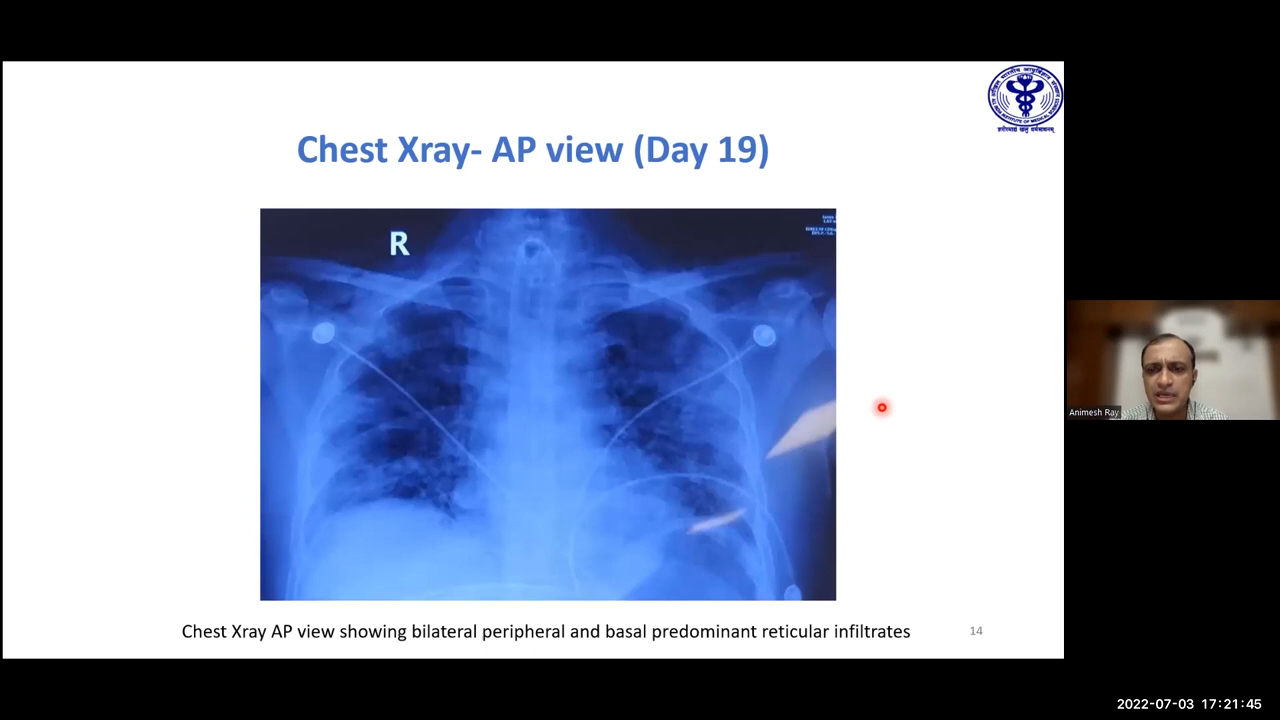 Chest Xray- AP view (Day 19)
R
Animesh Ray
Chest Xray AP view showing bilateral peripheral and basal predominant reticular infiltrates
14
2022-07-03 17:21:45